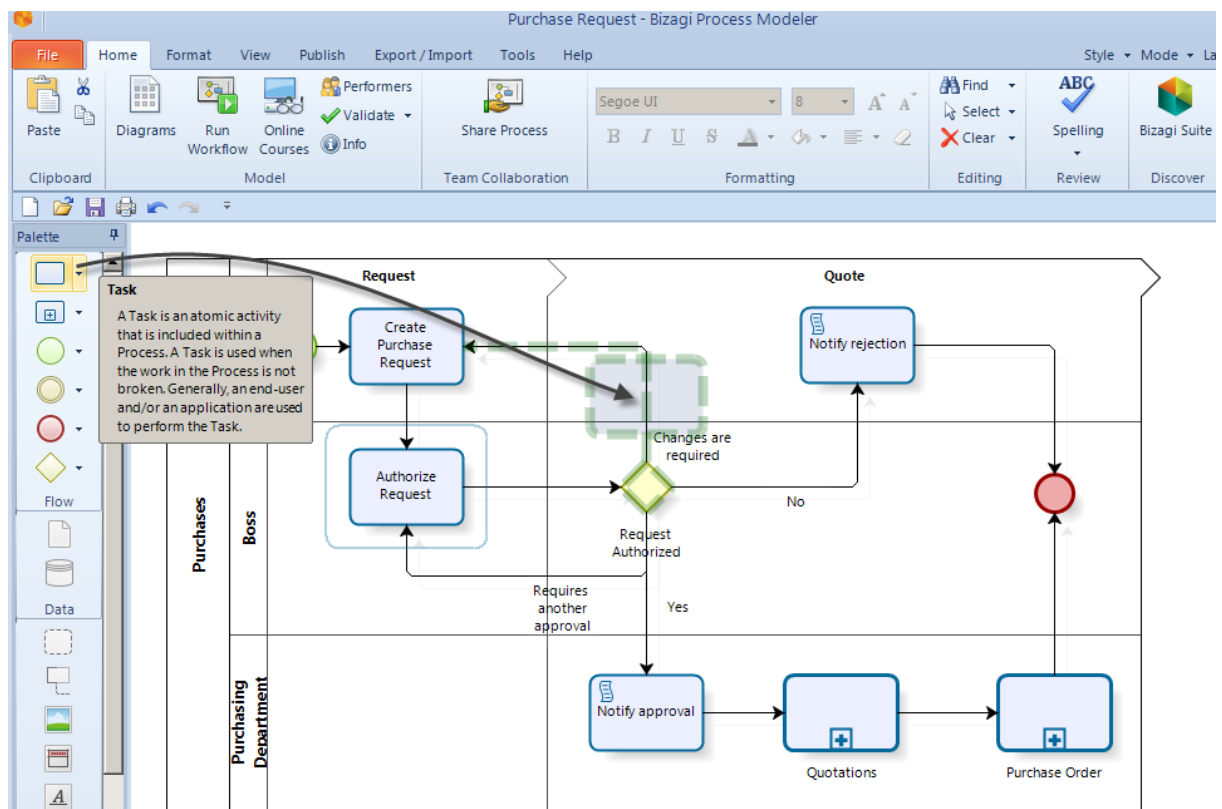 Purchase Request - Bizagi Process Modeler
File Home Format View Publish Export / Import Tools Help
Style Mode La
Paste
Clipboard
Diagrams
Run
Workflow
Online
Courses
Performers
Validate
Info
Model
Share Process
Team Collaboration
Segoe UI 8 A A
B I U S A
Formatting
Find
Select
Clear
Editing
ABC
Spelling
Review
Bizagi Suite
Discover
Palette
Task
A Task is an atomic activity
that is included within a
Process. A Task is used when
the work in the Process is not
broken. Generally, an end-user
and/or an application are used
to perform the Task.
Flow
Data
A
Request
Quote
Purchases
Boss
Purchasing
Department
Create
Purchase
Request
Notify rejection
Changes are
required
Authorize
Request
No
Request
Authorized
Requires
another
approval
Yes
Notify approval
Quotations
Purchase Order